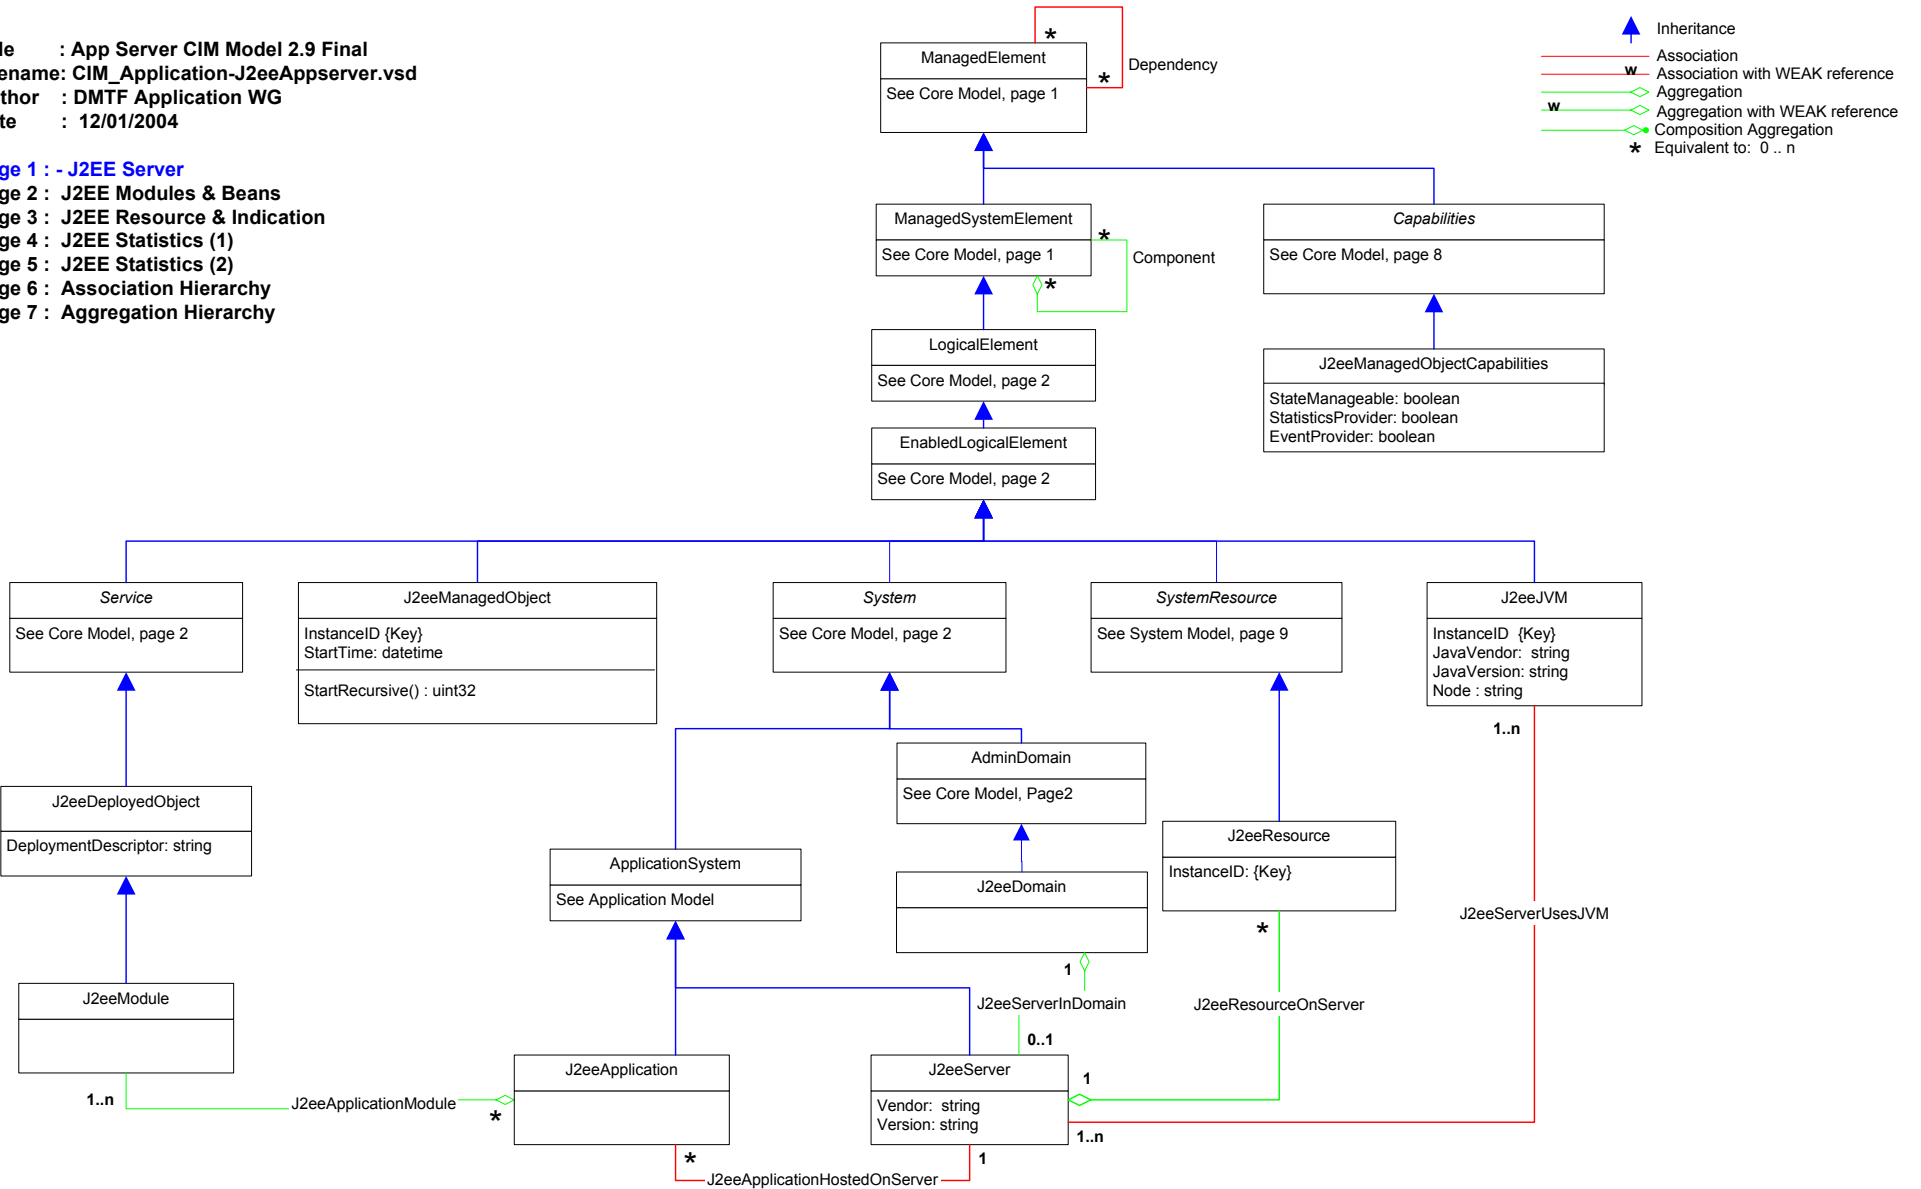 le : App Server CIM Model 2.9 Final
ename: CIM_Application-J2eeAppserver.vsd
thor : DMTF Application WG
te : 12/01/2004
ge 1 : - J2EE Server
ge 2 : J2EE Modules & Beans
ge 3 : J2EE Resource & Indication
ge 4 : J2EE Statistics (1)
ge 5 : J2EE Statistics (2)
ge 6 : Association Hierarchy
ge 7 : Aggregation Hierarchy
Inheritance
Association
w Association with WEAK reference
Aggregation
w Aggregation with WEAK reference
Composition Aggregation
* Equivalent to: 0 .. n
ManagedElement
See Core Model, page 1
*
*
Dependency
ManagedSystemElement
See Core Model, page 1
*
*
Component
Capabilities
See Core Model, page 8
LogicalElement
See Core Model, page 2
J2eeManagedObjectCapabilities
StateManageable: boolean
StatisticsProvider: boolean
EventProvider: boolean
EnabledLogicalElement
See Core Model, page 2
Service
See Core Model, page 2
J2eeManagedObject
InstanceID {Key}
StartTime: datetime
StartRecursive() : uint32
System
See Core Model, page 2
SystemResource
See System Model, page 9
J2eeJVM
InstanceID {Key}
JavaVendor: string
JavaVersion: string
Node : string
1..n
AdminDomain
See Core Model, Page2
J2eeDeployedObject
DeploymentDescriptor: string
ApplicationSystem
See Application Model
J2eeDomain
J2eeResource
InstanceID: {Key}
*
J2eeServerUsesJVM
1
J2eeServerInDomain
0..1
J2eeResourceOnServer
J2eeModule
1..n
J2eeApplicationModule
*
J2eeApplication
*
J2eeServer
Vendor: string
Version: string
1
1..n
1
J2eeApplicationHostedOnServer